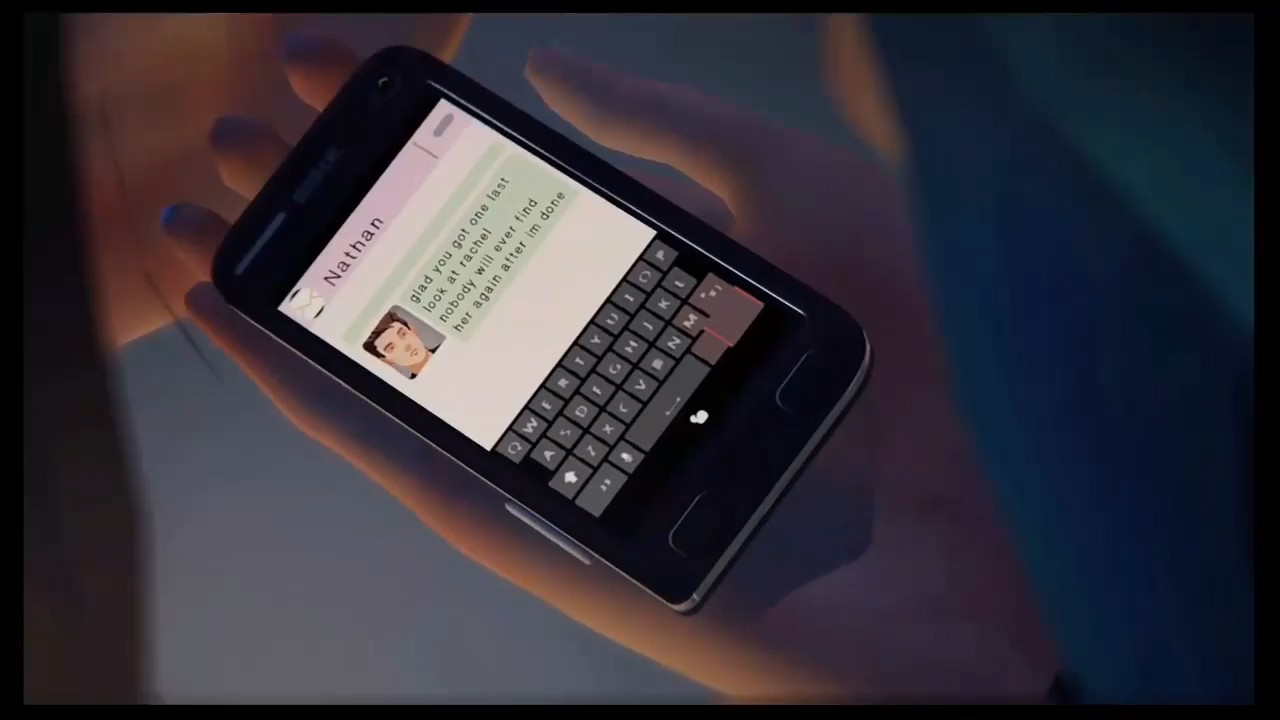 Nathan
glad you got one last
look at rachel
nobody will ever find
her again after im done
Q W E R T Y U I O P
A S D F G H J K L
Z X C V B N M